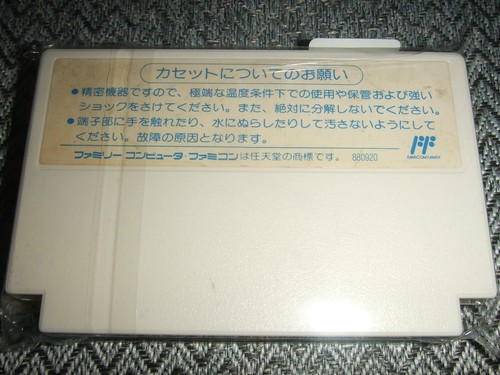 カセットについてのお願い
●精密機器ですので、極端な温度条件下での使用や保管および強い
ショックをさけてください。また、絶対に分解しないでください。
●端子部に手を触れたり、水にぬらしたりして汚さないようにして
ください。故障の原因となります。
ファミリーコンピュータ・ファミコンは任天堂の商標です。 880920
FAMICOM FAMILY